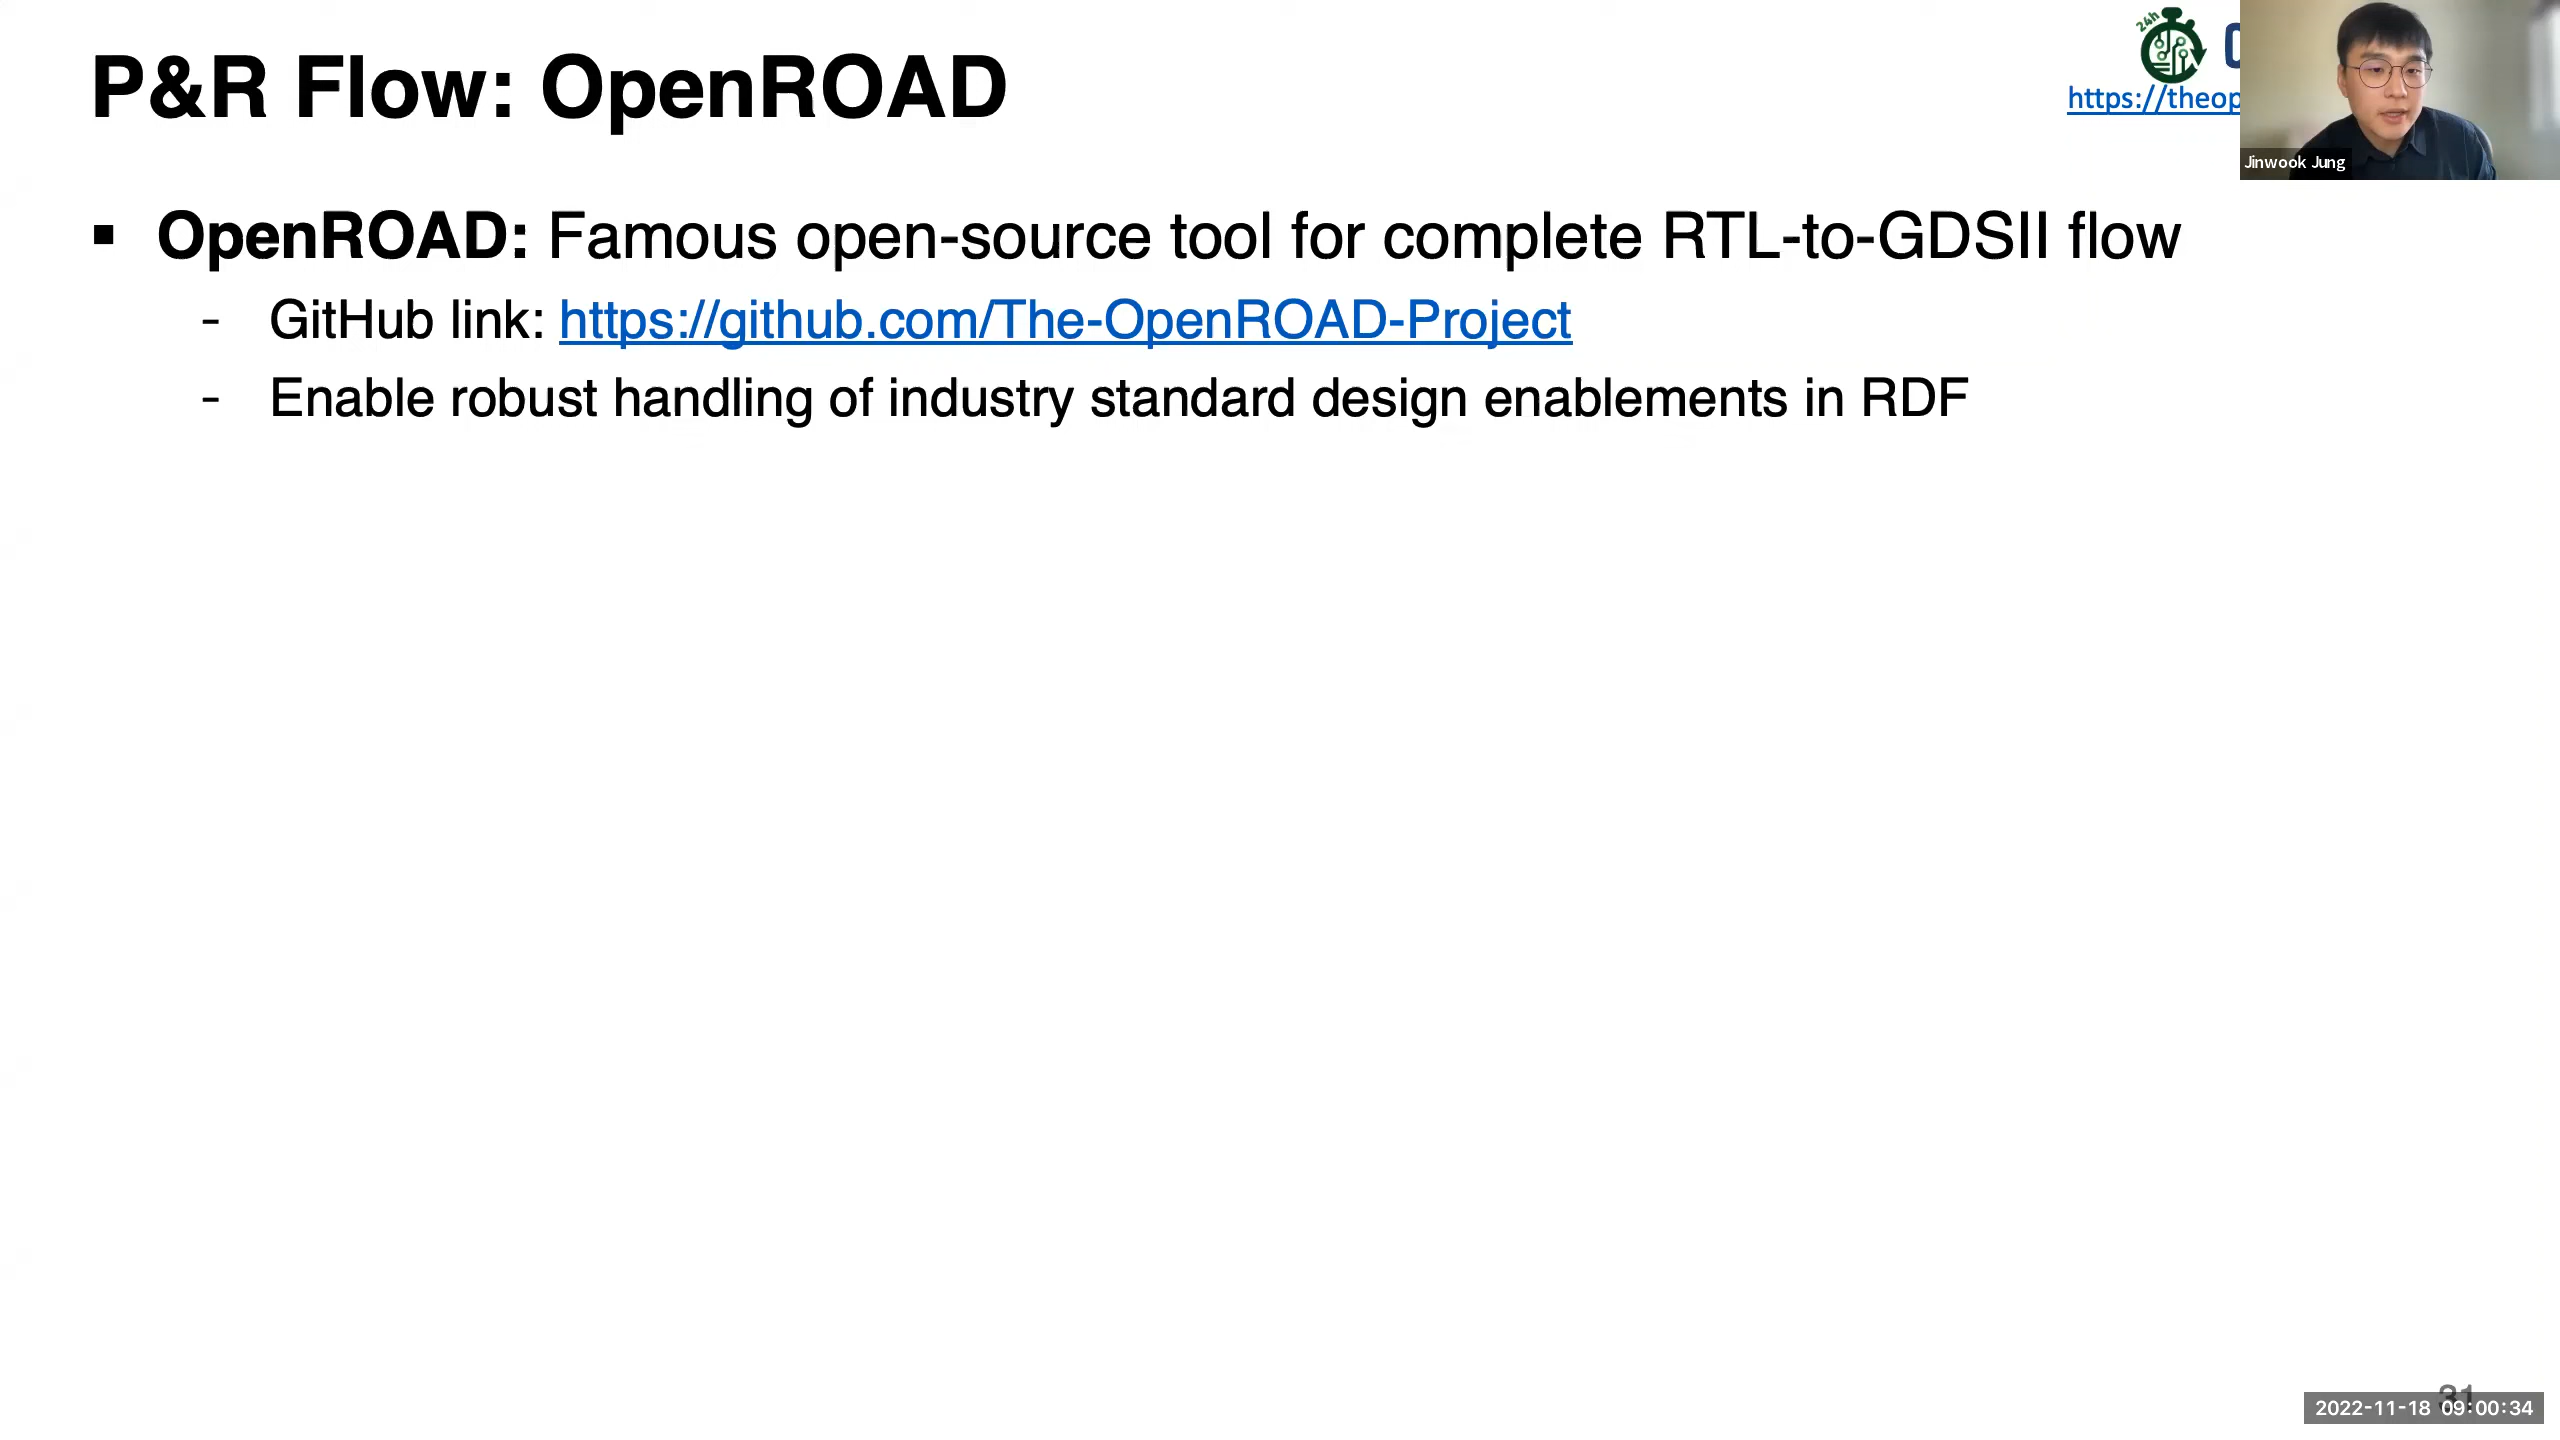 P&R Flow: OpenROAD
24h
https://theop
Jinwook Jung
▪ OpenROAD: Famous open-source tool for complete RTL-to-GDSII flow
- GitHub link: https://github.com/The-OpenROAD-Project
- Enable robust handling of industry standard design enablements in RDF
31
2022-11-18 09:00:34